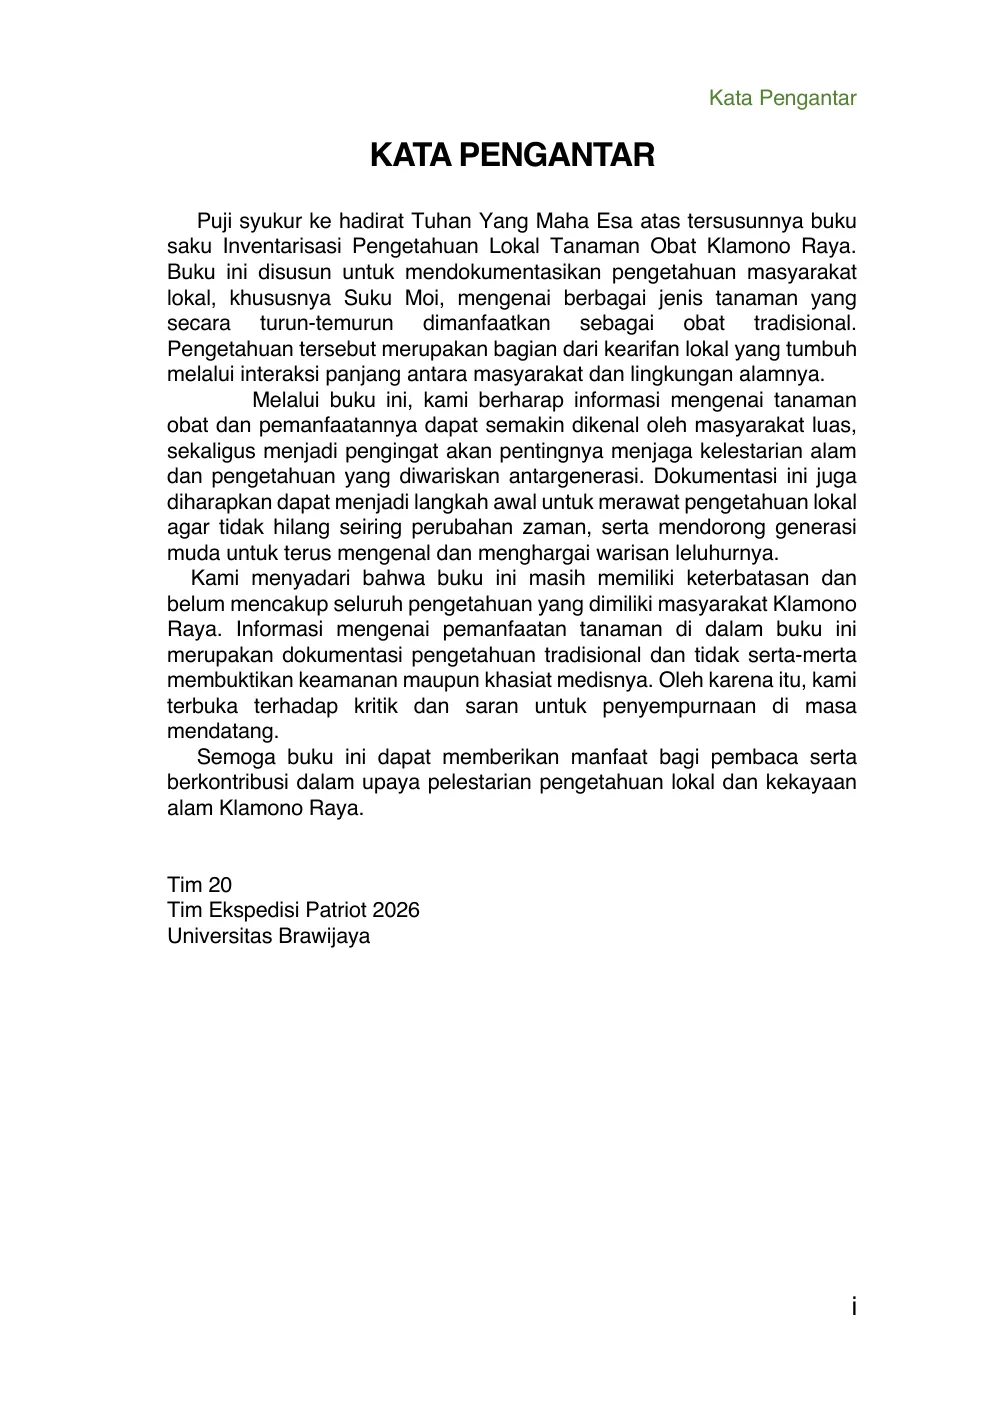 Kata Pengantar
KATA PENGANTAR
Puji syukur ke hadirat Tuhan Yang Maha Esa atas tersusunnya buku
saku Inventarisasi Pengetahuan Lokal Tanaman Obat Klamono Raya.
Buku ini disusun untuk mendokumentasikan pengetahuan masyarakat
lokal, khususnya Suku Moi, mengenai berbagai jenis tanaman yang
secara turun-temurun dimanfaatkan sebagai obat tradisional.
Pengetahuan tersebut merupakan bagian dari kearifan lokal yang tumbuh
melalui interaksi panjang antara masyarakat dan lingkungan alamnya.
Melalui buku ini, kami berharap informasi mengenai tanaman
obat dan pemanfaatannya dapat semakin dikenal oleh masyarakat luas,
sekaligus menjadi pengingat akan pentingnya menjaga kelestarian alam
dan pengetahuan yang diwariskan antargenerasi. Dokumentasi ini juga
diharapkan dapat menjadi langkah awal untuk merawat pengetahuan lokal
agar tidak hilang seiring perubahan zaman, serta mendorong generasi
muda untuk terus mengenal dan menghargai warisan leluhurnya.
Kami menyadari bahwa buku ini masih memiliki keterbatasan dan
belum mencakup seluruh pengetahuan yang dimiliki masyarakat Klamono
Raya. Informasi mengenai pemanfaatan tanaman di dalam buku ini
merupakan dokumentasi pengetahuan tradisional dan tidak serta-merta
membuktikan keamanan maupun khasiat medisnya. Oleh karena itu, kami
terbuka terhadap kritik dan saran untuk penyempurnaan di masa
mendatang.
Semoga buku ini dapat memberikan manfaat bagi pembaca serta
berkontribusi dalam upaya pelestarian pengetahuan lokal dan kekayaan
alam Klamono Raya.
Tim 20
Tim Ekspedisi Patriot 2026
Universitas Brawijaya
i